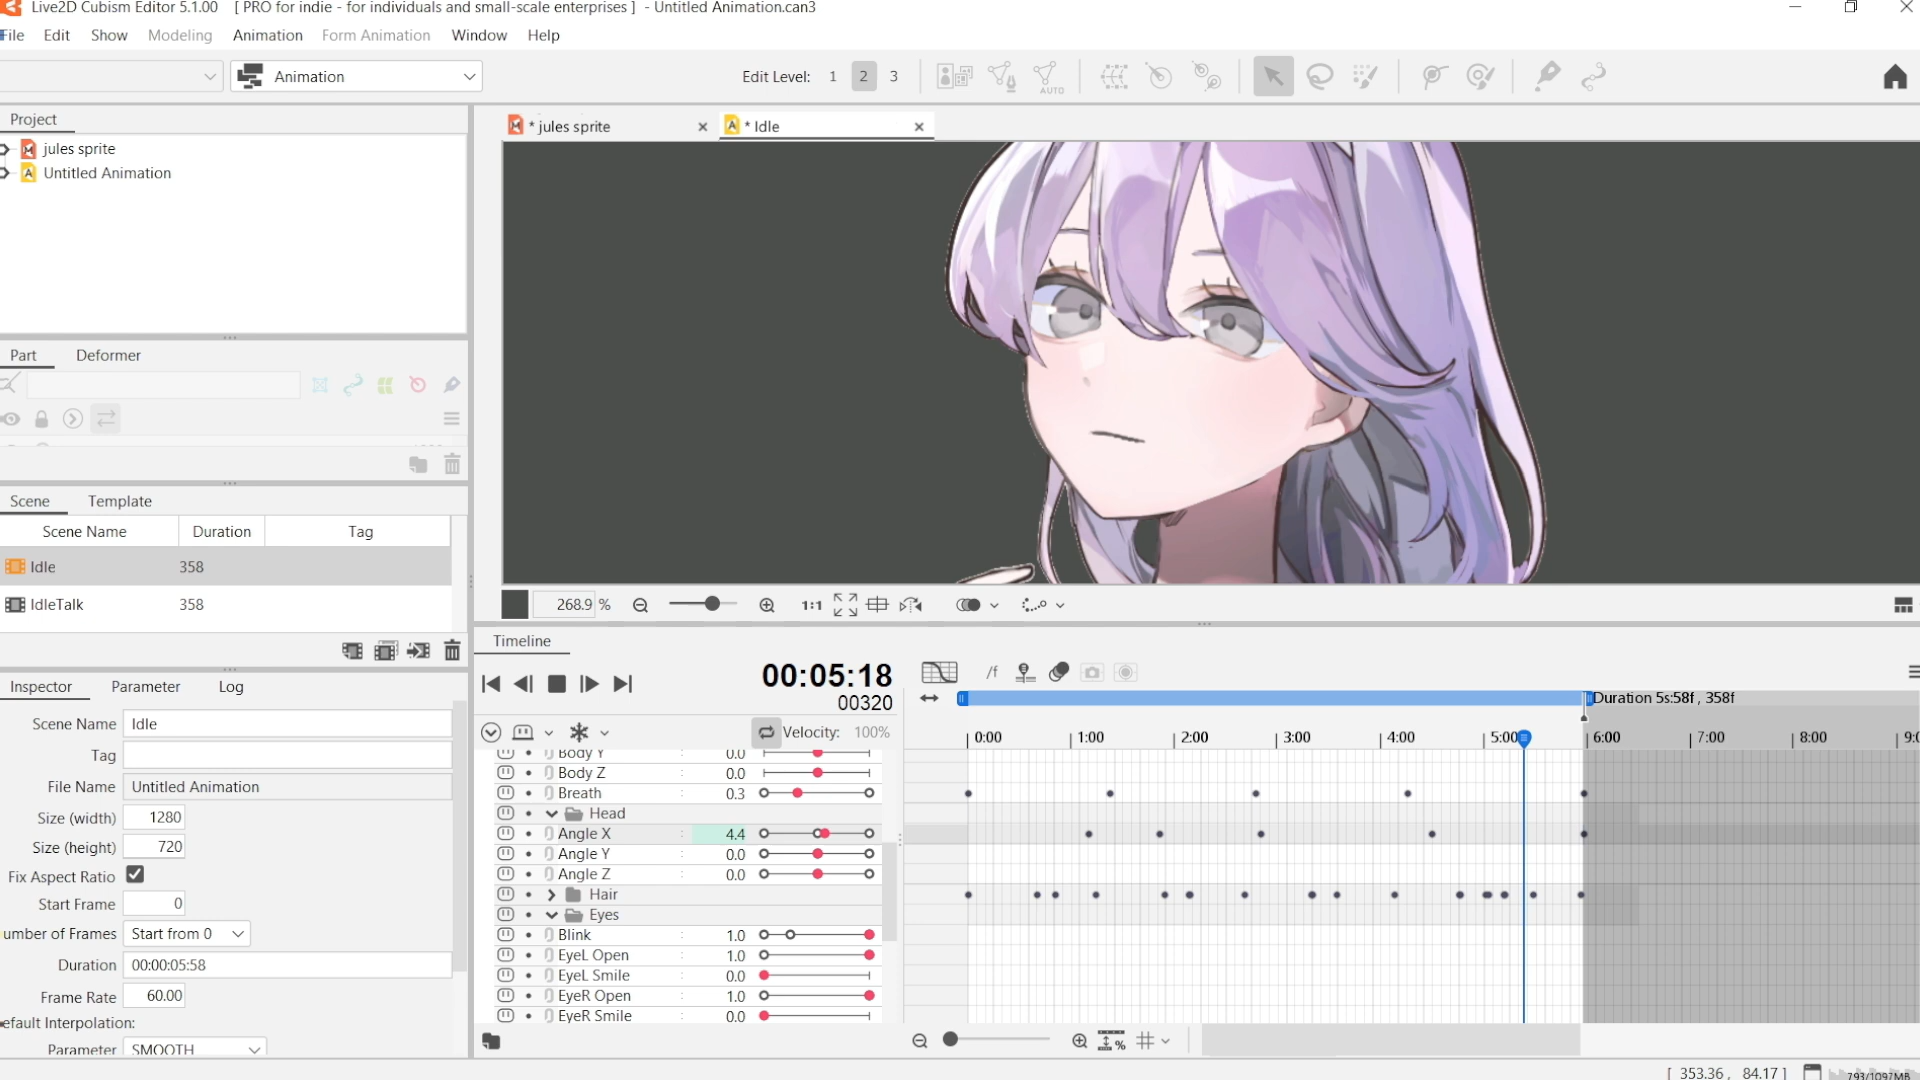 Live2D Cubism Editor 5.1.00 [ PRO for indie - for individuals and small-scale enterprises ] - Untitled Animation.can3
File Edit Show Modeling Animation Form Animation Window Help
Animation
Edit Level: 1 2 3
AUTO
Project
* jules sprite
* Idle
jules sprite
Untitled Animation
Part Deformer
Scene Template
Scene Name Duration Tag
Idle 358
IdleTalk 358
268.9 % 1:1
Timeline
Inspector Parameter Log
00:05:18
00320
Duration 5s:58f , 358f
Velocity: 100%
0:00 1:00 2:00 3:00 4:00 5:00 6:00 7:00 8:00
Scene Name Idle
Tag
File Name Untitled Animation
Size (width) 1280
Size (height) 720
Fix Aspect Ratio
Start Frame 0
umber of Frames Start from 0
Duration 00:00:05:58
Frame Rate 60.00
efault Interpolation:
Parameter SMOOTH
Body Y : 0.0
Body Z : 0.0
Breath : 0.3
Head
Angle X : 4.4
Angle Y : 0.0
Angle Z : 0.0
Hair
Eyes
Blink : 1.0
EyeL Open : 1.0
EyeL Smile : 0.0
EyeR Open : 1.0
EyeR Smile : 0.0
[ 353.36 , 84.17 ] 793/1097MB